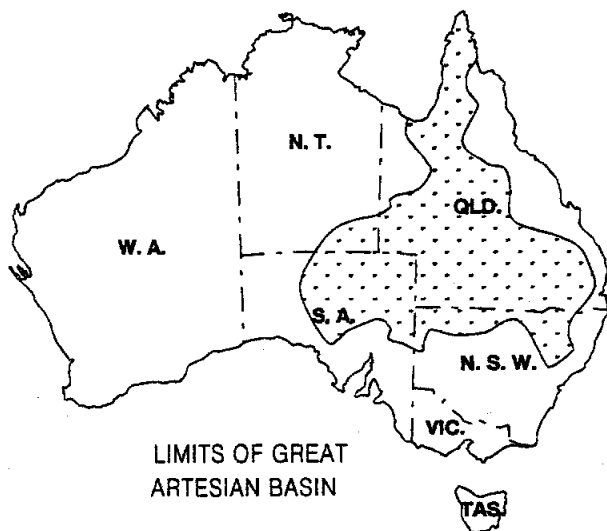 N. T.
QLD.
W. A.
S. A.
N. S. W.
VIC.
LIMITS OF GREAT
ARTESIAN BASIN
TAS.